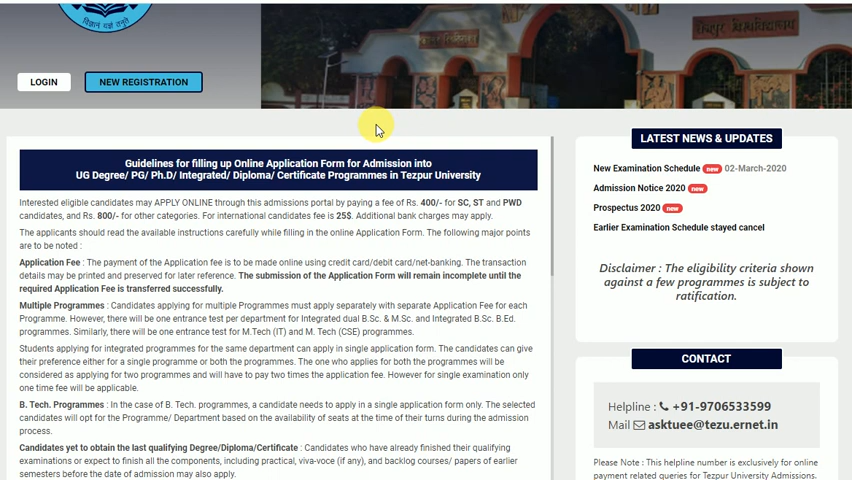 विज्ञानं यज्ञं तनुते
तेजपुर विश्वविद्यालय
LOGIN
NEW REGISTRATION
Guidelines for filling up Online Application Form for Admission into
UG Degree/ PG/ Ph.D/ Integrated/ Diploma/ Certificate Programmes in Tezpur University
Interested eligible candidates may APPLY ONLINE through this admissions portal by paying a fee of Rs. 400/- for SC, ST and PWD
candidates, and Rs. 800/- for other categories. For international candidates fee is 25$. Additional bank charges may apply.
The applicants should read the available instructions carefully while filling in the online Application Form. The following major points
are to be noted :
Application Fee : The payment of the Application fee is to be made online using credit card/debit card/net-banking. The transaction
details may be printed and preserved for later reference. The submission of the Application Form will remain incomplete until the
required Application Fee is transferred successfully.
Multiple Programmes : Candidates applying for multiple Programmes must apply separately with separate Application Fee for each
Programme. However, there will be one entrance test per department for Integrated dual B.Sc. & M.Sc. and Integrated B.Sc. B.Ed.
programmes. Similarly, there will be one entrance test for M.Tech (IT) and M. Tech (CSE) programmes.
Students applying for integrated programmes for the same department can apply in single application form. The candidates can give
their preference either for a single programme or both the programmes. The one who applies for both the programmes will be
considered as applying for two programmes and will have to pay two times the application fee. However for single examination only
one time fee will be applicable.
B. Tech. Programmes : In the case of B. Tech. programmes, a candidate needs to apply in a single application form only. The selected
candidates will opt for the Programme/ Department based on the availability of seats at the time of their turns during the admission
process.
Candidates yet to obtain the last qualifying Degree/Diploma/Certificate : Candidates who have already finished their qualifying
examinations or expect to finish all the components, including practical, viva-voce (if any), and backlog courses/ papers of earlier
semesters before the date of admission may also apply.
LATEST NEWS & UPDATES
New Examination Schedule new 02-March-2020
Admission Notice 2020 new
Prospectus 2020 new
Earlier Examination Schedule stayed cancel
Disclaimer : The eligibility criteria shown
against a few programmes is subject to
ratification.
CONTACT
Helpline : +91-9706533599
Mail asktuee@tezu.ernet.in
Please Note : This helpline number is exclusively for online
payment related queries for Tezpur University Admissions.